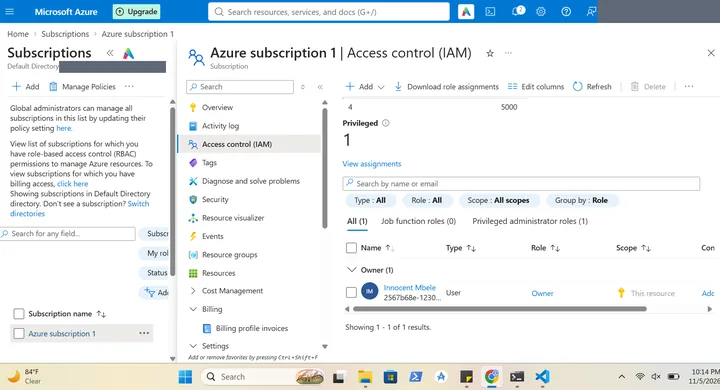 Microsoft Azure
Upgrade
Search resources, services, and docs (G+/)
2
Home > Subscriptions > Azure subscription 1
Subscriptions
Default Directory
+ Add
Manage Policies
...
Global administrators can manage all
subscriptions in this list by updating their
policy setting here.
View list of subscriptions for which you
have role-based access control (RBAC)
permissions to manage Azure resources. To
view subscriptions for which you have
billing access, click here
Showing subscriptions in Default Directory
directory. Don't see a subscription? Switch
directories
Search for any field...
Subscr
My rol
Status
Add
Subscription name
Azure subscription 1
...
Azure subscription 1 | Access control (IAM)
...
Subscription
Search
Overview
Activity log
Access control (IAM)
Tags
Diagnose and solve problems
Security
Resource visualizer
Events
Resource groups
Resources
Cost Management
Billing
Billing profile invoices
Settings
Add or remove favorites by pressing Ctrl+Shift+F
+ Add
Download role assignments
Edit columns
Refresh
Delete
...
4
5000
Privileged
1
View assignments
Search by name or email
Type : All
Role : All
Scope : All scopes
Group by : Role
All (1)
Job function roles (0)
Privileged administrator roles (1)
Name
Type
Role
Scope
Con
Owner (1)
IM
Innocent Mbele
2567b68e-1230...
User
Owner
This resource
Adc
Showing 1 - 1 of 1 results.
84°F
Clear
Search
10:14 PM